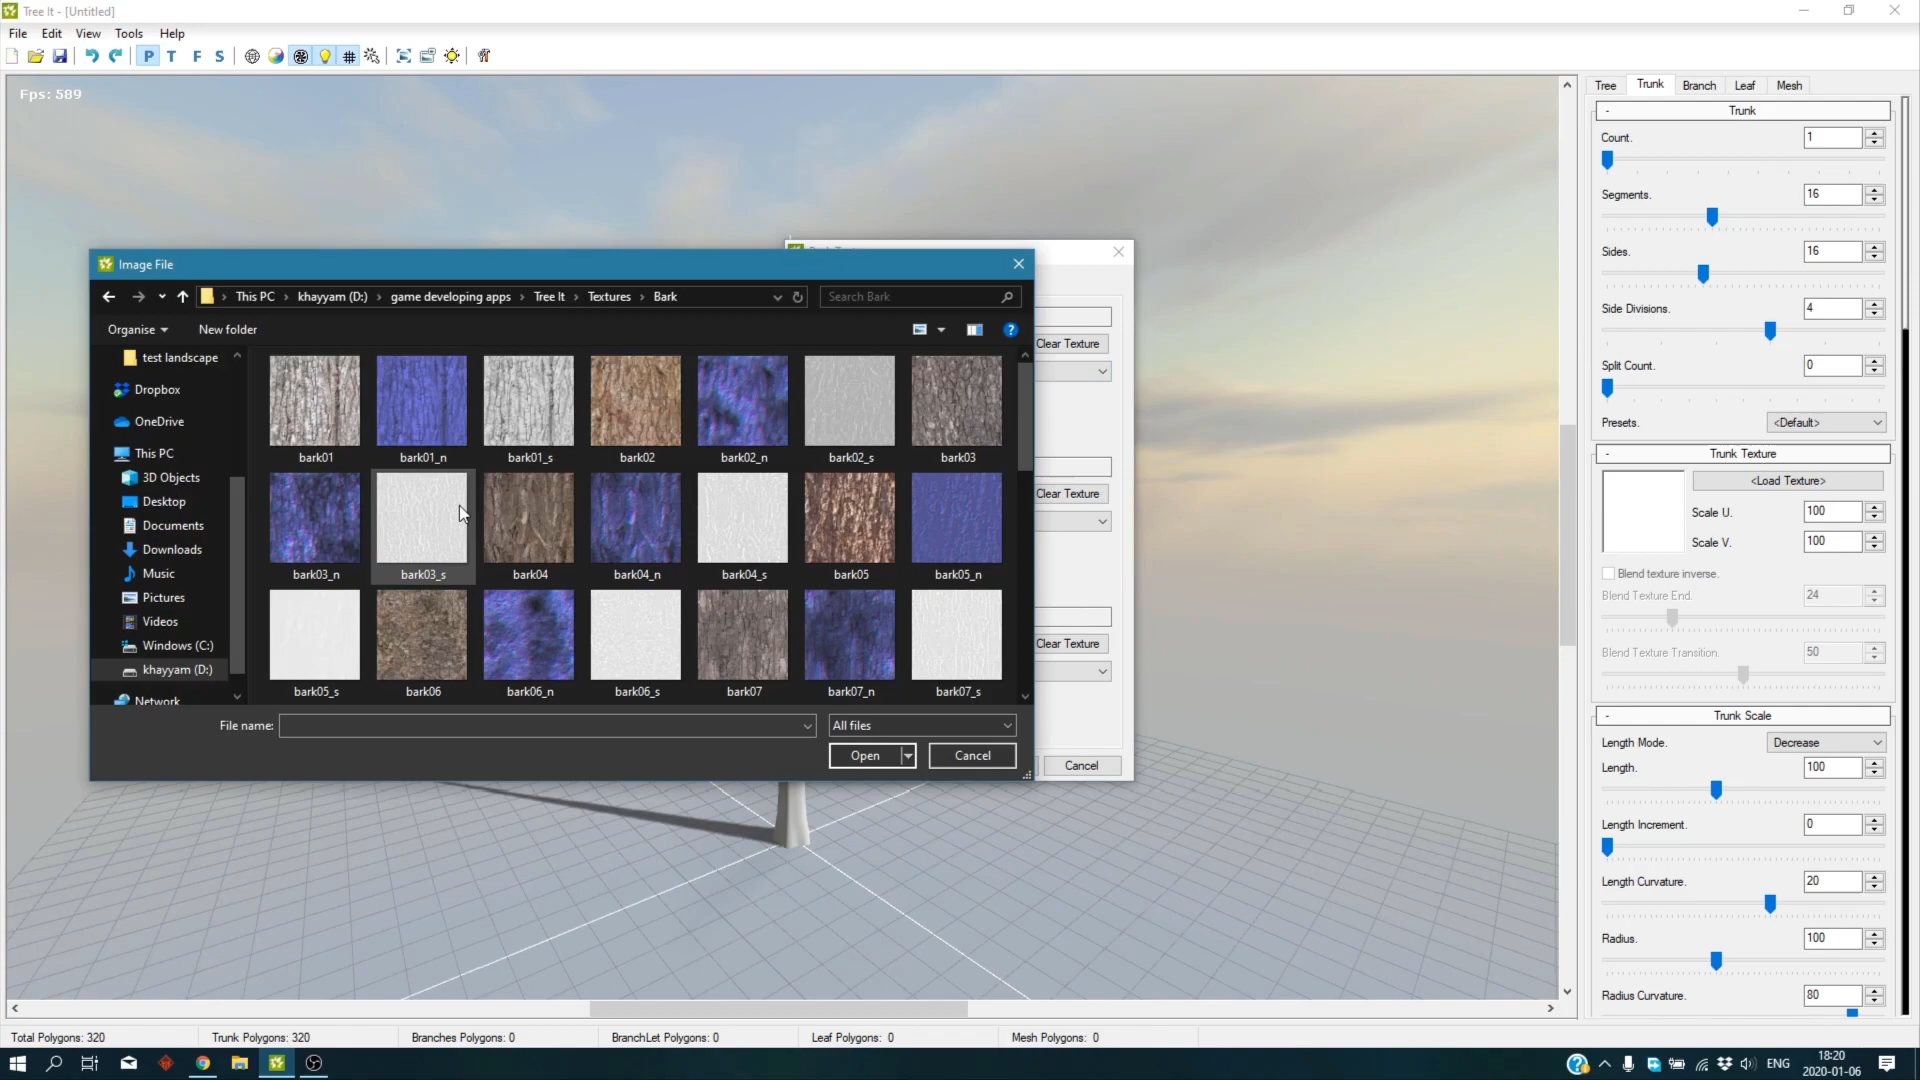 Tree It - [Untitled]
File Edit View Tools Help
P T F S
Fps: 589
Image File
This PC › khayyam (D:) › game developing apps › Tree It › Textures › Bark
Search Bark
Organise
New folder
test landscape
Dropbox
OneDrive
This PC
3D Objects
Desktop
Documents
Downloads
Music
Pictures
Videos
Windows (C:)
khayyam (D:)
Network
bark01 bark01_n bark01_s bark02 bark02_n bark02_s bark03
bark03_n bark03_s bark04 bark04_n bark04_s bark05 bark05_n
bark05_s bark06 bark06_n bark06_s bark07 bark07_n bark07_s
File name:
All files
Open
Cancel
Clear Texture
Clear Texture
Clear Texture
Cancel
Tree Trunk Branch Leaf Mesh
- Trunk
Count. 1
Segments. 16
Sides. 16
Side Divisions. 4
Split Count. 0
Presets. <Default>
- Trunk Texture
<Load Texture>
Scale U. 100
Scale V. 100
Blend texture inverse.
Blend Texture End. 24
Blend Texture Transition. 50
- Trunk Scale
Length Mode. Decrease
Length. 100
Length Increment. 0
Length Curvature. 20
Radius. 100
Radius Curvature. 80
Total Polygons: 320 Trunk Polygons: 320 Branches Polygons: 0 BranchLet Polygons: 0 Leaf Polygons: 0 Mesh Polygons: 0
ENG
18:20
2020-01-06